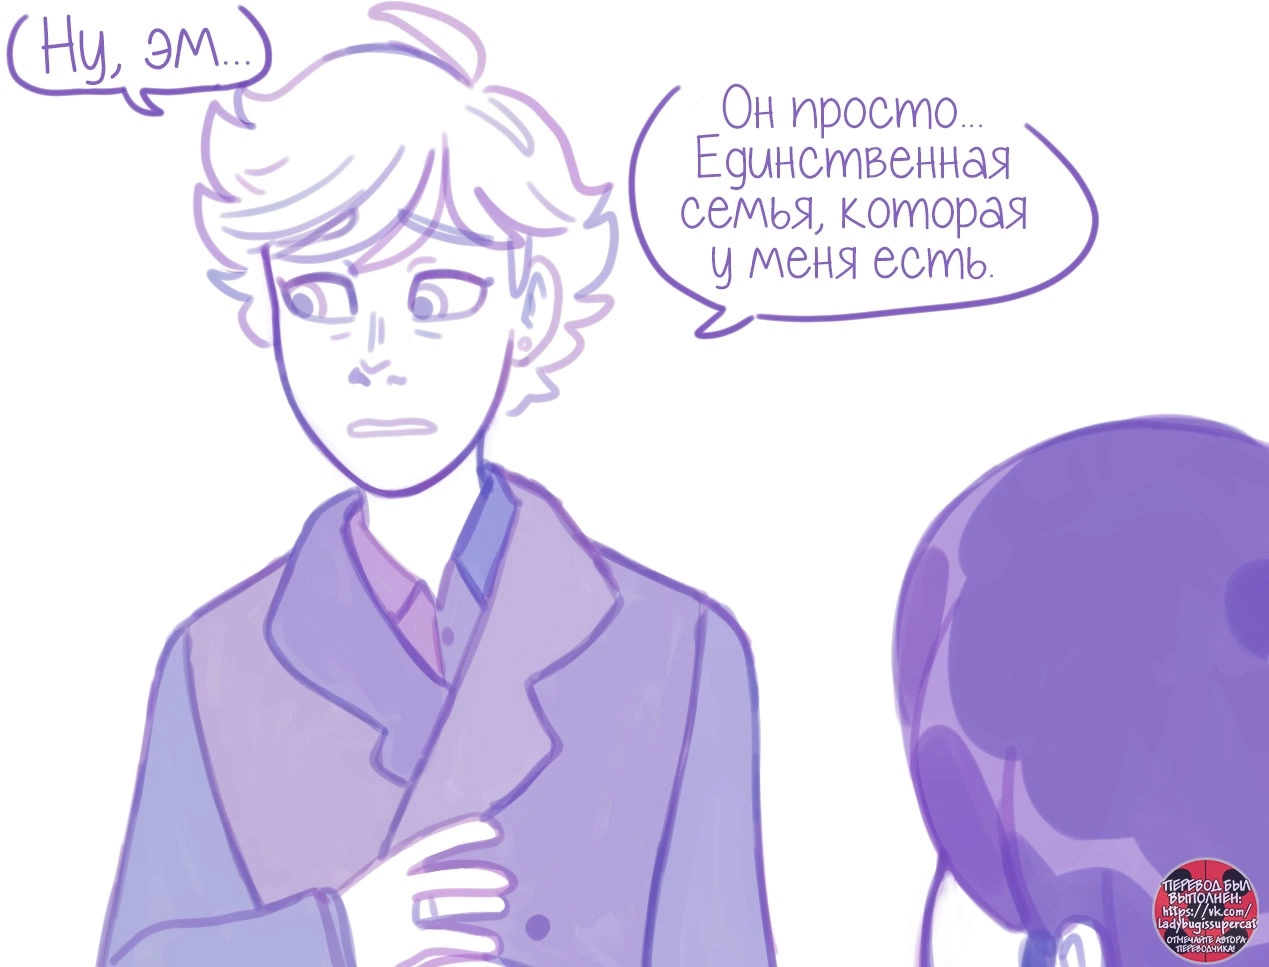 Ну, эм...
Он просто...
Единственная
семья, которая
у меня есть.
ПЕРЕВОД БЫЛ
ВЫПОЛНЕН:
https://vk.com/
ladybugissupercat
ОТМЕЧАЙТЕ АВТОРА
ПЕРЕВОДЧИКА!